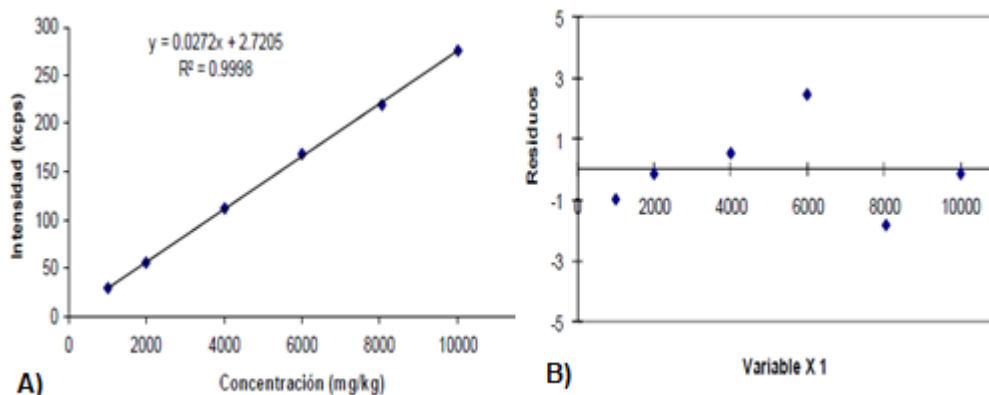 y = 0.0272x + 2.7205
R² = 0.9998
Intensidad (kcps)
300
250
200
150
100
50
0
0 2000 4000 6000 8000 10000
Concentración (mg/kg)
A)
Residuos
5
3
1
-1
-3
-5
0 2000 4000 6000 8000 10000
Variable X 1
B)